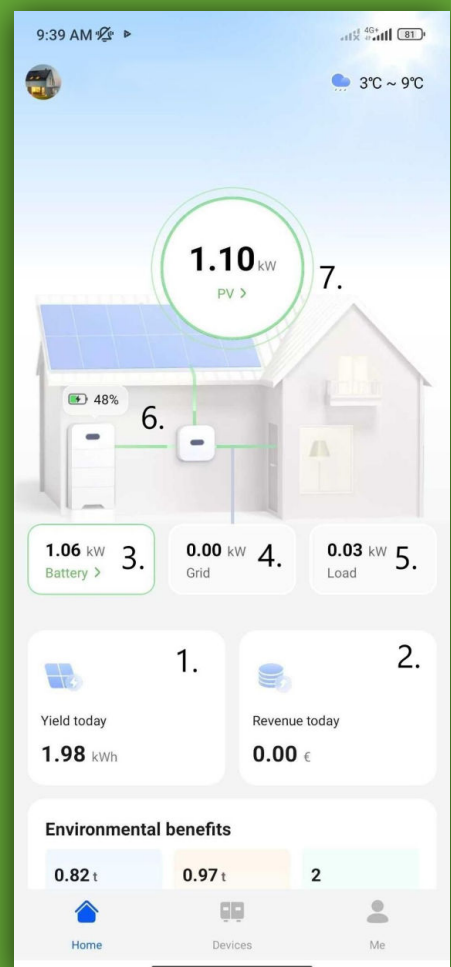 9:39 AM
4G+
81
3℃ ~ 9℃
1.10 kW
PV >
7.
48%
6.
1.06 kW
Battery >
3.
0.00 kW
Grid
4.
0.03 kW
Load
5.
1.
Yield today
1.98 kWh
2.
Revenue today
0.00 €
Environmental benefits
0.82 t
0.97 t
2
Home
Devices
Me